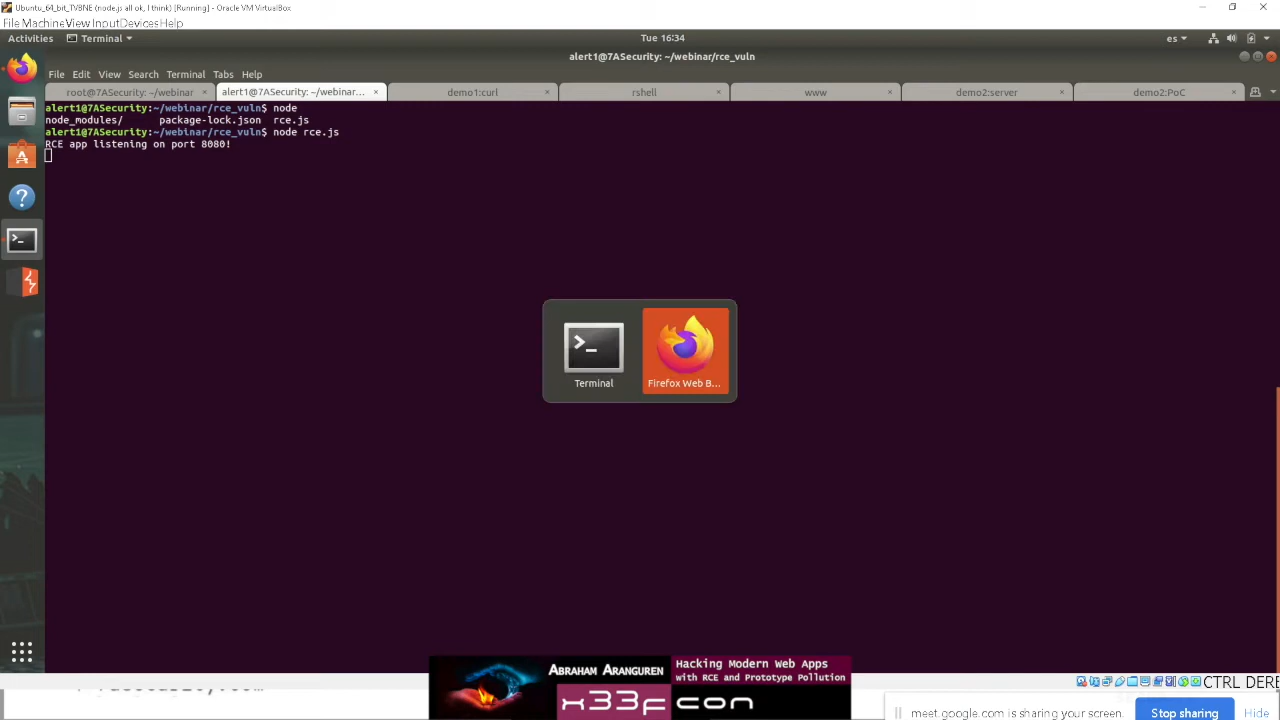 Ubuntu_64_bit_TVBNE (node.js all ok, I think) [Running] - Oracle VM VirtualBox
File Machine View Input Devices Help
Activities Terminal Tue 16:34 es
alert1@7ASecurity: ~/webinar/rce_vuln
File Edit View Search Terminal Tabs Help
root@7ASecurity: ~/webinar × alert1@7ASecurity: ~/webinar... × demo1:curl × rshell × www × demo2:server × demo2:PoC ×
alert1@7ASecurity:~/webinar/rce_vuln$ node
node_modules/ package-lock.json rce.js
alert1@7ASecurity:~/webinar/rce_vuln$ node rce.js
RCE app listening on port 8080!
Terminal Firefox Web B...
ABRAHAM ARANGUREN
Hacking Modern Web Apps
with RCE and Prototype Pollution
x33fcon
CTRL DERE
meet.google.com is sharing your screen. Stop sharing Hide